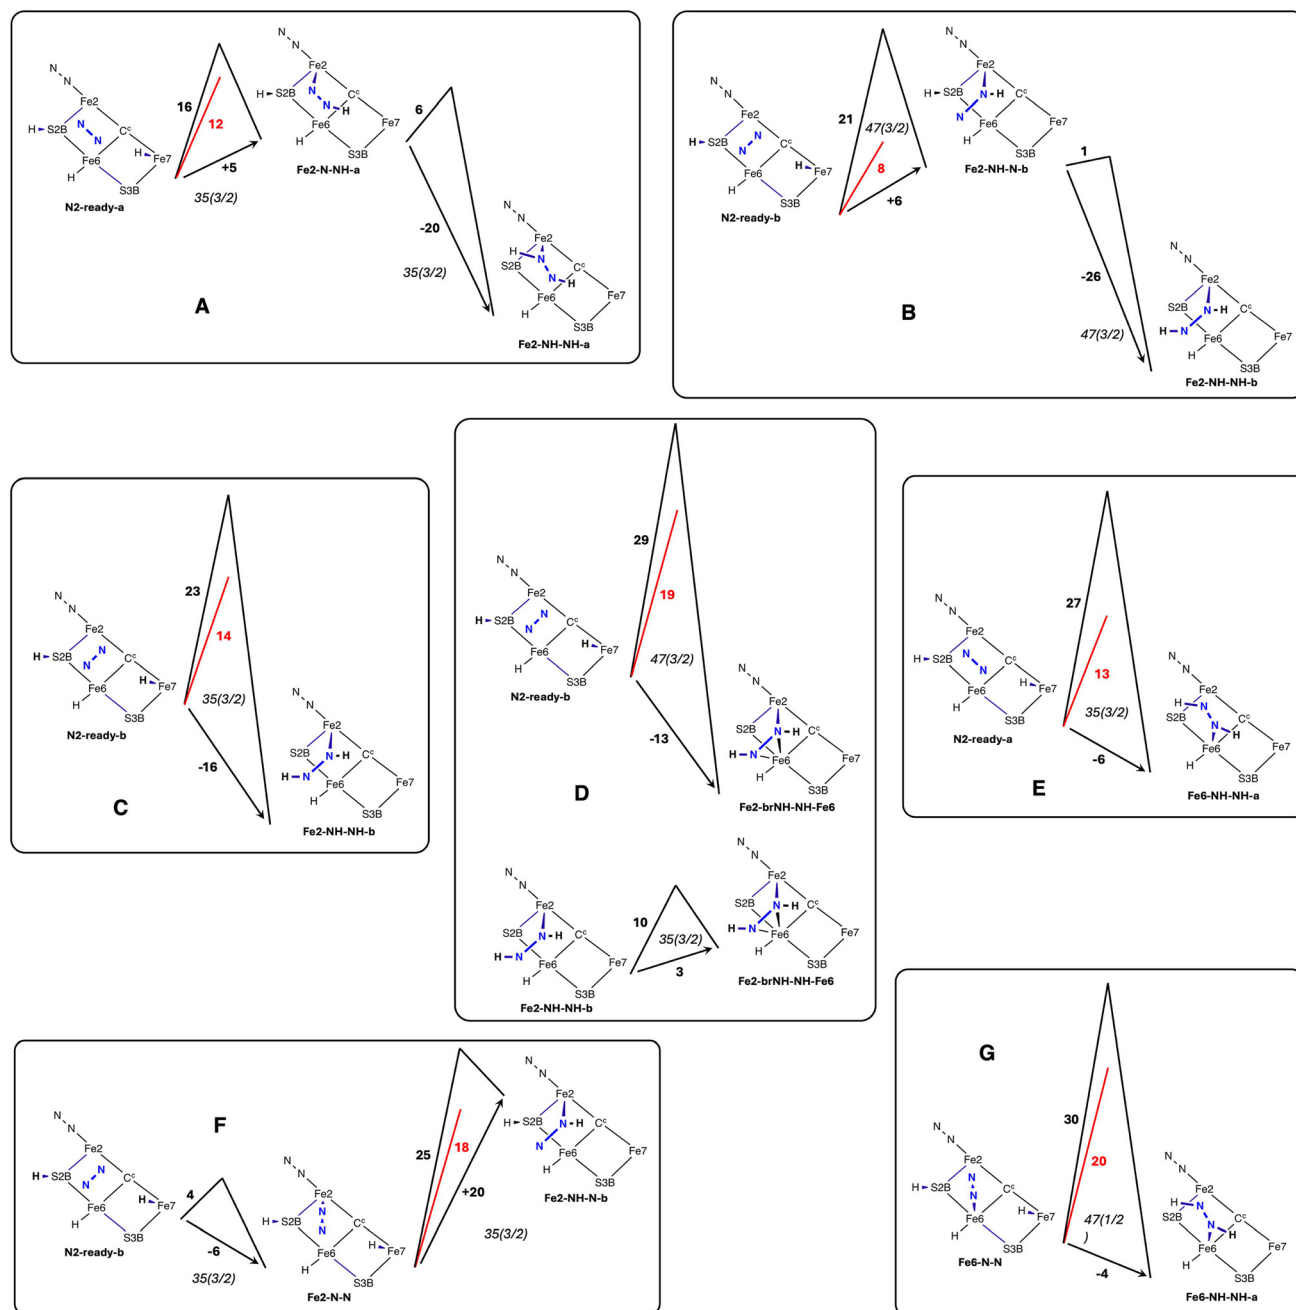 N
N
Fe2
H
S2B
N
N
Cᶜ
Fe6
H
H
Fe7
S3B
N2-ready-a
16
12
+5
35(3/2)
N
N
Fe2
H
S2B
N
N
H
Cᶜ
Fe6
H
Fe7
S3B
Fe2-N-NH-a
6
-20
35(3/2)
N
N
Fe2
H
N
S2B
N
H
Cᶜ
Fe6
H
Fe7
S3B
Fe2-NH-NH-a
A
N
N
Fe2
H
S2B
N
N
Cᶜ
Fe6
H
H
Fe7
S3B
N2-ready-b
21
47(3/2)
8
+6
N
N
Fe2
H
S2B
N
H
N
Cᶜ
Fe6
H
Fe7
S3B
Fe2-NH-N-b
1
-26
47(3/2)
N
N
Fe2
S2B
N
H
H
N
Cᶜ
Fe6
H
Fe7
S3B
Fe2-NH-NH-b
B
N
N
Fe2
H
S2B
N
N
Cᶜ
Fe6
H
H
Fe7
S3B
N2-ready-b
23
14
35(3/2)
-16
N
N
Fe2
S2B
N
H
H
N
Cᶜ
Fe6
H
Fe7
S3B
Fe2-NH-NH-b
C
N
N
Fe2
H
S2B
N
N
Cᶜ
Fe6
H
H
Fe7
S3B
N2-ready-b
29
19
47(3/2)
-13
N
N
Fe2
S2B
N
H
H
N
Cᶜ
Fe6
H
Fe7
S3B
Fe2-brNH-NH-Fe6
D
N
N
Fe2
S2B
N
H
H
N
Cᶜ
Fe6
H
Fe7
S3B
Fe2-NH-NH-b
10
35(3/2)
3
N
N
Fe2
S2B
N
H
H
N
Cᶜ
Fe6
H
Fe7
S3B
Fe2-brNH-NH-Fe6
N
N
Fe2
H
S2B
N
N
Cᶜ
Fe6
H
H
Fe7
S3B
N2-ready-a
27
13
35(3/2)
-6
N
N
Fe2
H
N
S2B
N
H
Cᶜ
Fe6
H
Fe7
S3B
Fe6-NH-NH-a
E
F
N
N
Fe2
H
S2B
N
N
Cᶜ
Fe6
H
H
Fe7
S3B
N2-ready-b
4
-6
35(3/2)
N
N
Fe2
H
S2B
N
N
Cᶜ
Fe6
H
H
Fe7
S3B
Fe2-N-N
25
18
+20
35(3/2)
N
N
Fe2
H
S2B
N
H
N
Cᶜ
Fe6
H
Fe7
S3B
Fe2-NH-N-b
G
N
N
Fe2
H
S2B
N
N
Cᶜ
Fe6
H
H
Fe7
S3B
Fe6-N-N
30
20
47(1/2
)
-4
N
N
Fe2
H
N
S2B
N
H
Cᶜ
Fe6
H
Fe7
S3B
Fe6-NH-NH-a